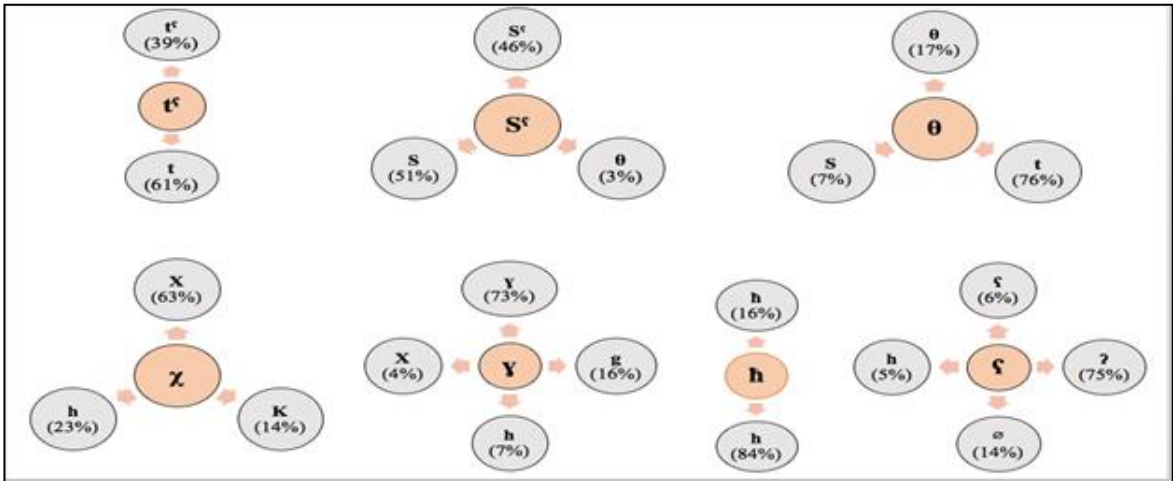 tˤ
(39%)
tˤ
t
(61%)
Sˤ
(46%)
Sˤ
S
(51%)
θ
(3%)
θ
(17%)
θ
S
(7%)
t
(76%)
X
(63%)
χ
h
(23%)
K
(14%)
Ɣ
(73%)
X
(4%)
Ɣ
g
(16%)
h
(7%)
ħ
(16%)
ħ
h
(84%)
ʕ
(6%)
h
(5%)
ʕ
ʔ
(75%)
∅
(14%)